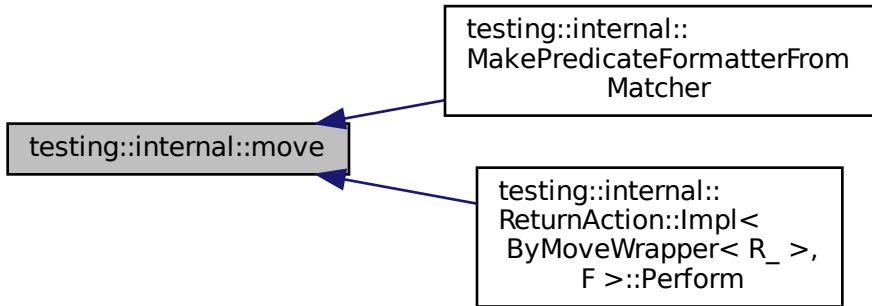 testing::internal::
MakePredicateFormatterFrom
Matcher
testing::internal::move
testing::internal::
ReturnAction::Impl<
ByMoveWrapper< R_ >,
F >::Perform